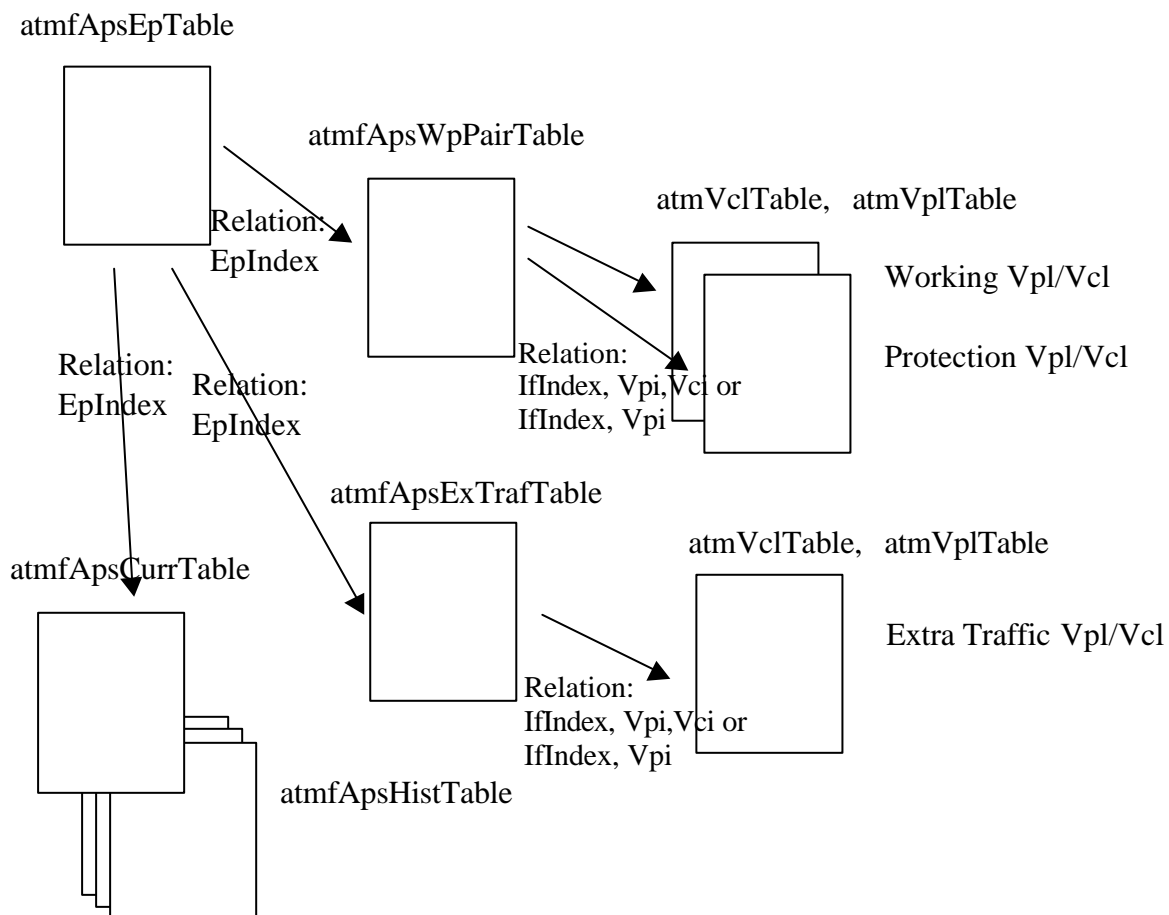 atmfApsEpTable
atmfApsWpPairTable
atmVclTable, atmVplTable
Relation:
EpIndex
Working Vpl/Vcl
Protection Vpl/Vcl
Relation:
IfIndex, Vpi,Vci or
IfIndex, Vpi
Relation:
EpIndex
Relation:
EpIndex
atmfApsExTrafTable
atmVclTable, atmVplTable
atmfApsCurrTable
Extra Traffic Vpl/Vcl
Relation:
IfIndex, Vpi,Vci or
IfIndex, Vpi
atmfApsHistTable